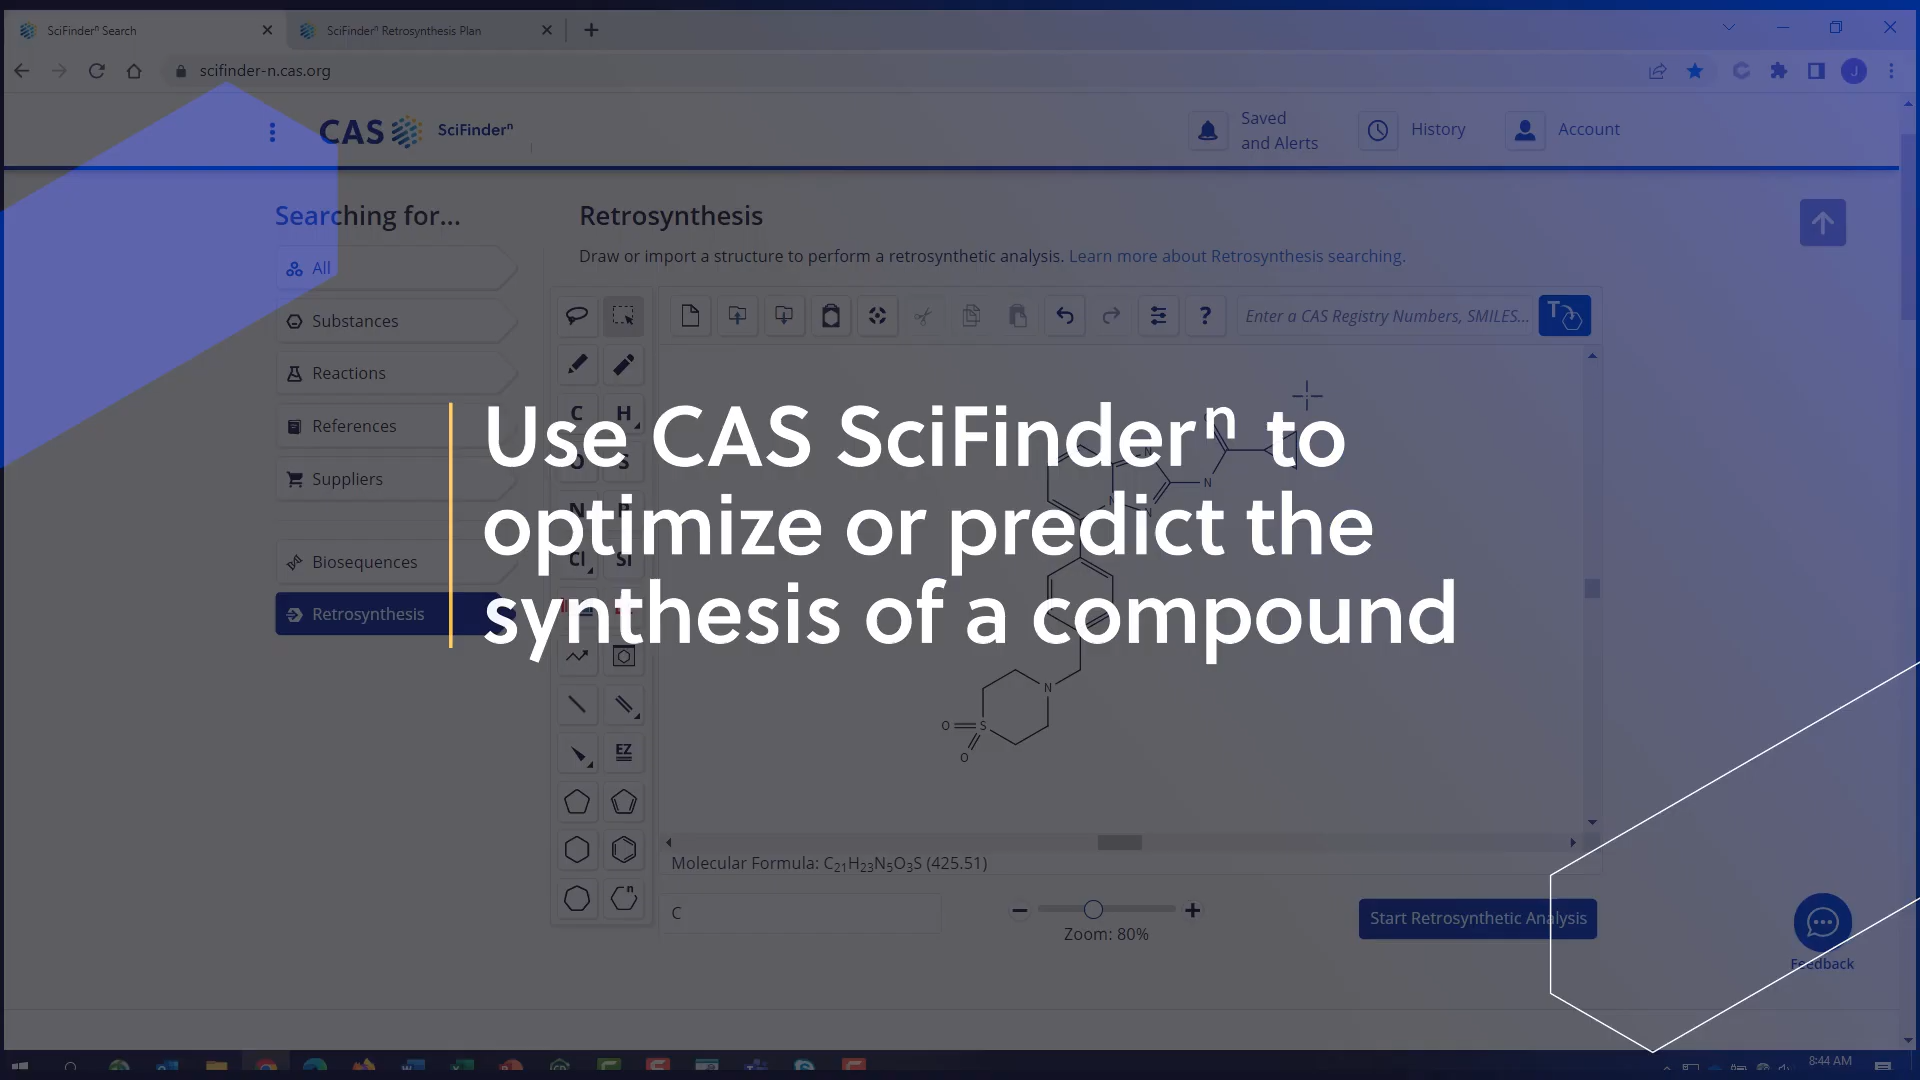 SciFinderⁿ Search
SciFinderⁿ Retrosynthesis Plan
scifinder-n.cas.org
J
CAS SciFinderⁿ
Saved
and Alerts
History
Account
Searching for...
All
Substances
Reactions
References
Suppliers
Biosequences
Retrosynthesis
Retrosynthesis
Draw or import a structure to perform a retrosynthetic analysis. Learn more about Retrosynthesis searching.
?
Enter a CAS Registry Numbers, SMILES...
T
C H
O S
N P
Cl SI
EZ
n
N
N
N
N
N
S
O
O
Use CAS SciFinderⁿ to
optimize or predict the
synthesis of a compound
Molecular Formula: C₂₁H₂₃N₅O₃S (425.51)
C
Zoom: 80%
Start Retrosynthetic Analysis
Feedback
8:44 AM